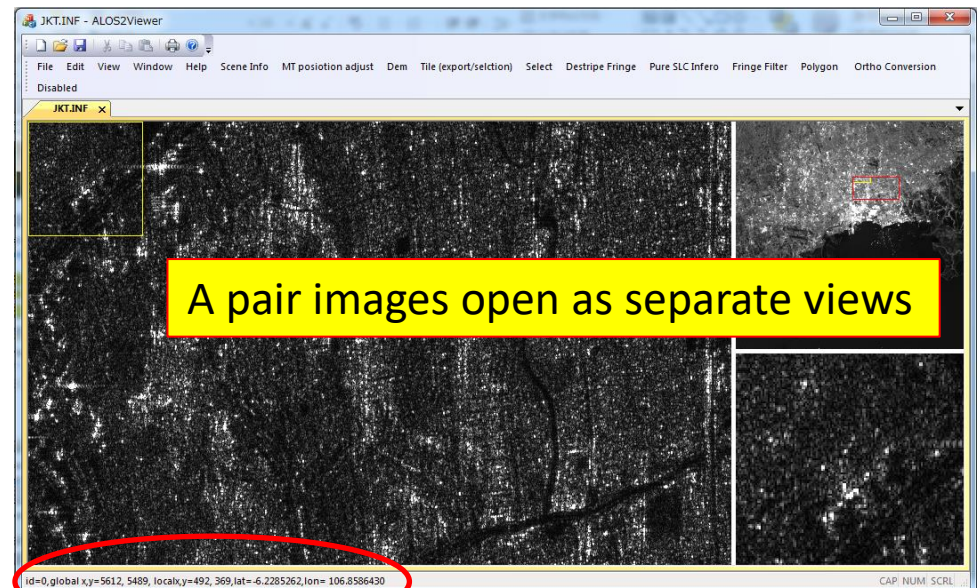 JKT.INF - ALOS2Viewer
File Edit View Window Help Scene Info MT posiotion adjust Dem Tile (export/selction) Select Destripe Fringe Pure SLC Infero Fringe Filter Polygon Ortho Conversion
Disabled
JKT.INF
A pair images open as separate views
id=0,global x,y=5612, 5489, localx,y=492, 369,lat=-6.2285262,lon= 106.8586430
CAP NUM SCRL